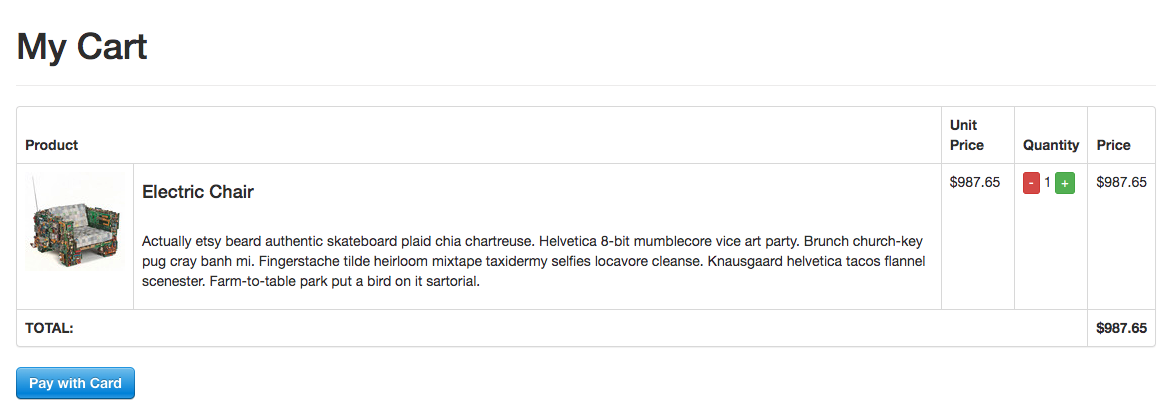 My Cart
Product
Unit
Price
Quantity
Price
Electric Chair
$987.65
- 1 +
$987.65
Actually etsy beard authentic skateboard plaid chia chartreuse. Helvetica 8-bit mumblecore vice art party. Brunch church-key
pug cray banh mi. Fingerstache tilde heirloom mixtape taxidermy selfies locavore cleanse. Knausgaard helvetica tacos flannel
scenester. Farm-to-table park put a bird on it sartorial.
TOTAL:
$987.65
Pay with Card